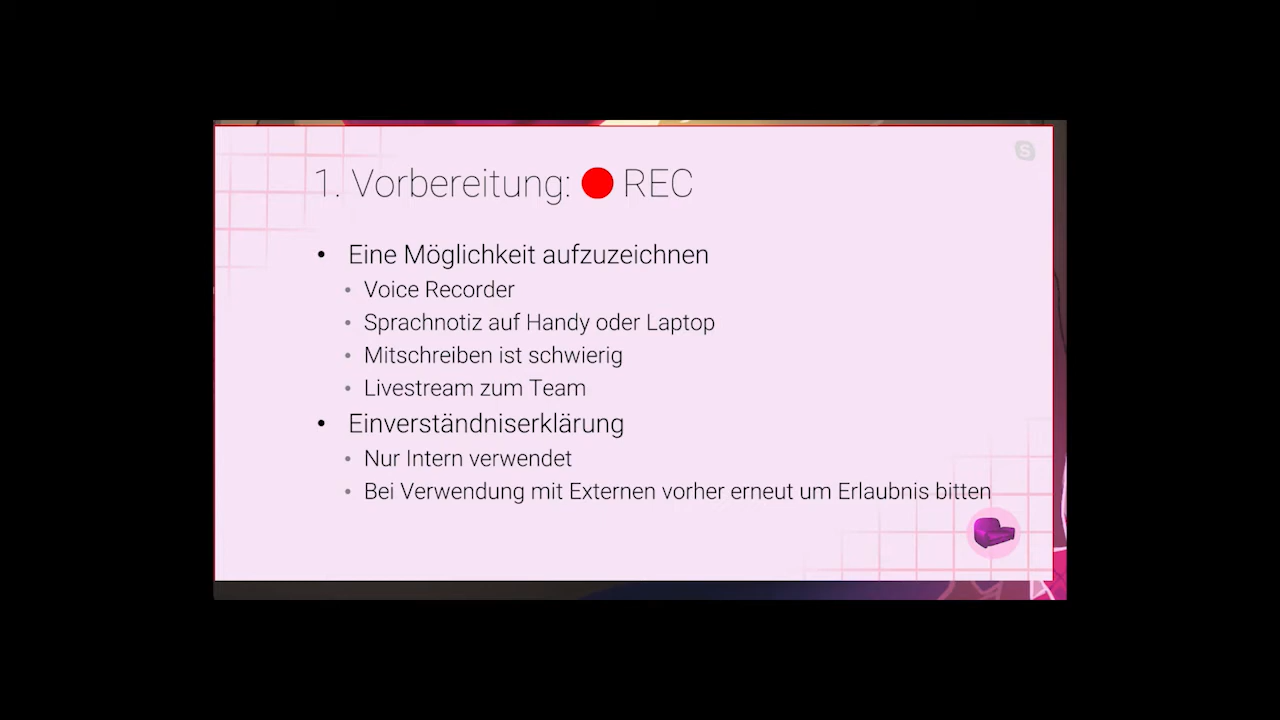 1. Vorbereitung: 🔴 REC
• Eine Möglichkeit aufzuzeichnen
• Voice Recorder
• Sprachnotiz auf Handy oder Laptop
• Mitschreiben ist schwierig
• Livestream zum Team
• Einverständniserklärung
• Nur Intern verwendet
• Bei Verwendung mit Externen vorher erneut um Erlaubnis bitten